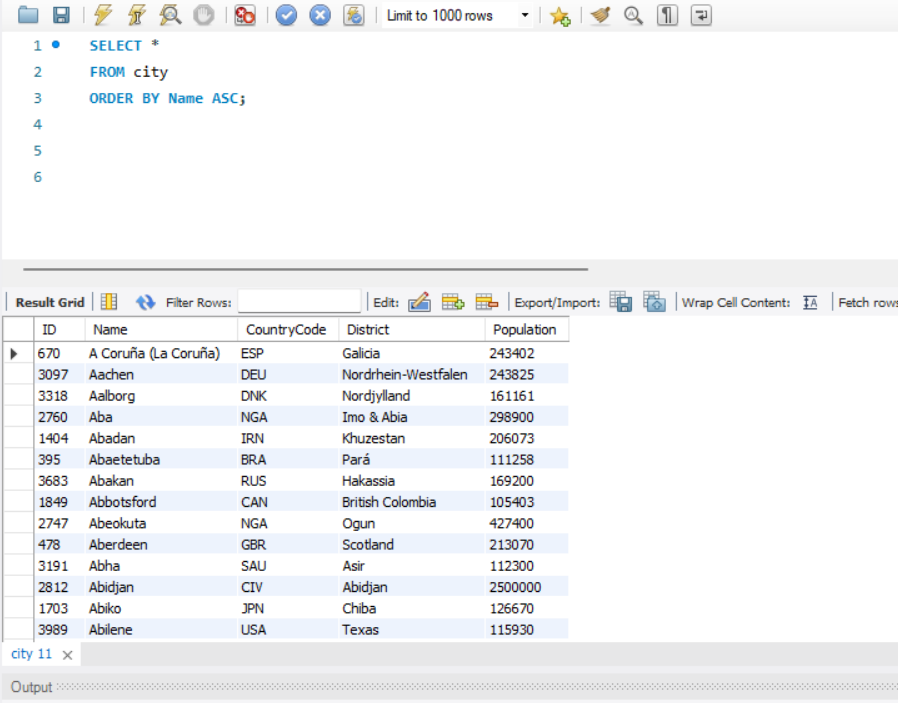 Limit to 1000 rows
1 SELECT *
2 FROM city
3 ORDER BY Name ASC;
4
5
6
Result Grid Filter Rows: Edit: Export/Import: Wrap Cell Content: Fetch rows
ID Name CountryCode District Population
670 A Coruña (La Coruña) ESP Galicia 243402
3097 Aachen DEU Nordrhein-Westfalen 243825
3318 Aalborg DNK Nordjylland 161161
2760 Aba NGA Imo & Abia 298900
1404 Abadan IRN Khuzestan 206073
395 Abaetetuba BRA Pará 111258
3683 Abakan RUS Hakassia 169200
1849 Abbotsford CAN British Colombia 105403
2747 Abeokuta NGA Ogun 427400
478 Aberdeen GBR Scotland 213070
3191 Abha SAU Asir 112300
2812 Abidjan CIV Abidjan 2500000
1703 Abiko JPN Chiba 126670
3989 Abilene USA Texas 115930
city 11
Output